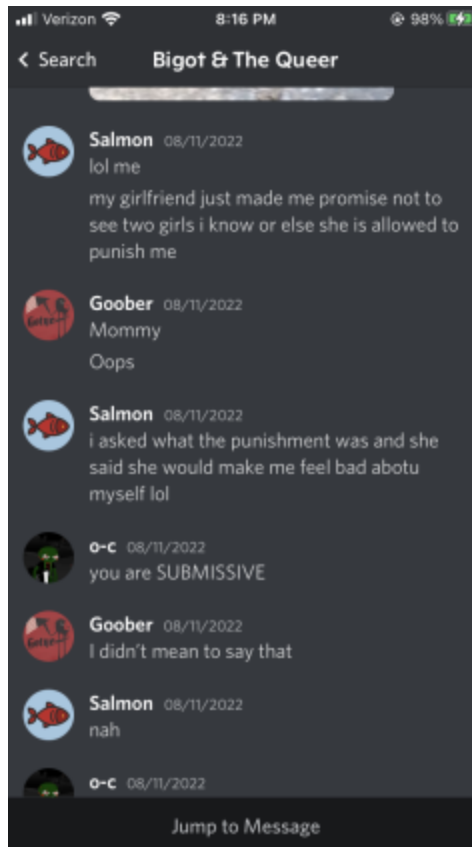 Verizon 8:16 PM 98%
Search Bigot & The Queer
Salmon 08/11/2022
lol me
my girlfriend just made me promise not to
see two girls i know or else she is allowed to
punish me
Goober 08/11/2022
Mommy
Oops
Salmon 08/11/2022
i asked what the punishment was and she
said she would make me feel bad abotu
myself lol
o-c 08/11/2022
you are SUBMISSIVE
Goober 08/11/2022
I didn't mean to say that
Salmon 08/11/2022
nah
o-c 08/11/2022
Jump to Message